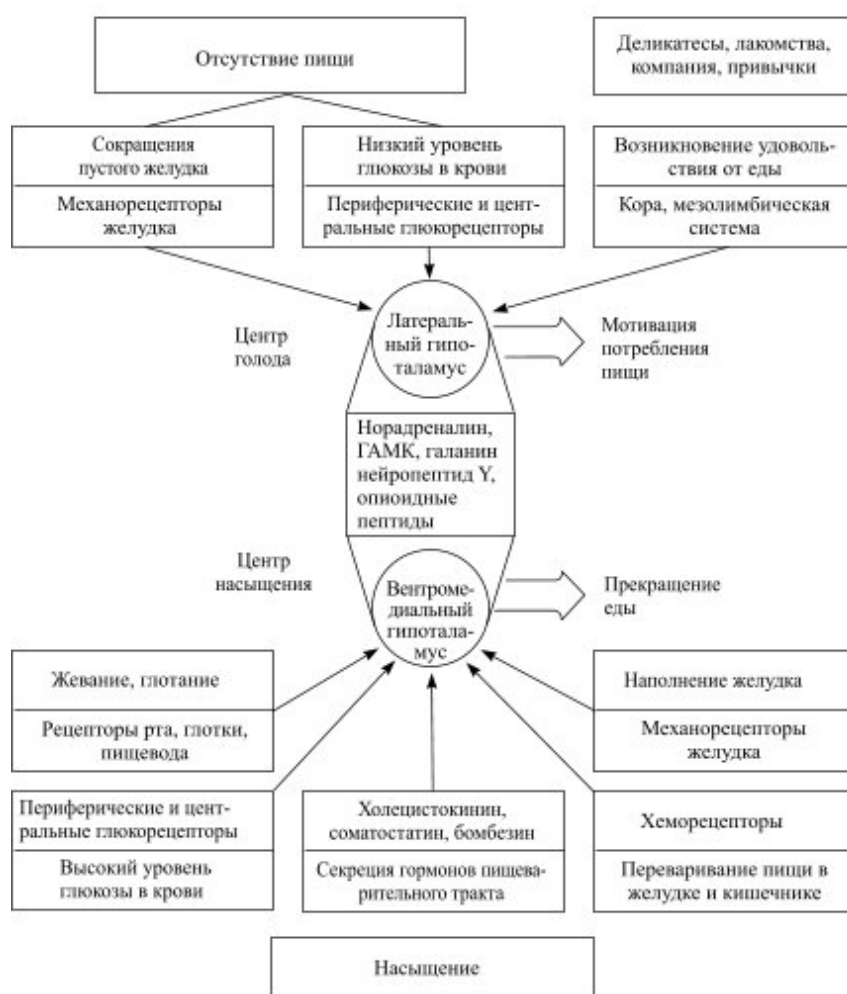 Отсутствие пищи
Деликатесы, лакомства,
компания, привычки
Сокращения
пустого желудка
Механорецепторы
желудка
Низкий уровень
глюкозы в крови
Периферические и цент-
ральные глюкорецепторы
Возникновение удоволь-
ствия от еды
Кора, мезолимбическая
система
Центр
голода
Латераль-
ный гипо-
таламус
Мотивация
потребления
пищи
Норадреналин,
ГАМК, галанин
нейропептид Y,
опиоидные
пептиды
Центр
насыщения
Вентроме-
диальный
гипотала-
мус
Прекращение
еды
Жевание, глотание
Рецепторы рта, глотки,
пищевода
Наполнение желудка
Механорецепторы
желудка
Периферические и цент-
ральные глюкорецепторы
Высокий уровень
глюкозы в крови
Холецистокинин,
соматостатин, бомбезин
Секреция гормонов пищева-
рительного тракта
Хеморецепторы
Переваривание пищи в
желудке и кишечнике
Насыщение